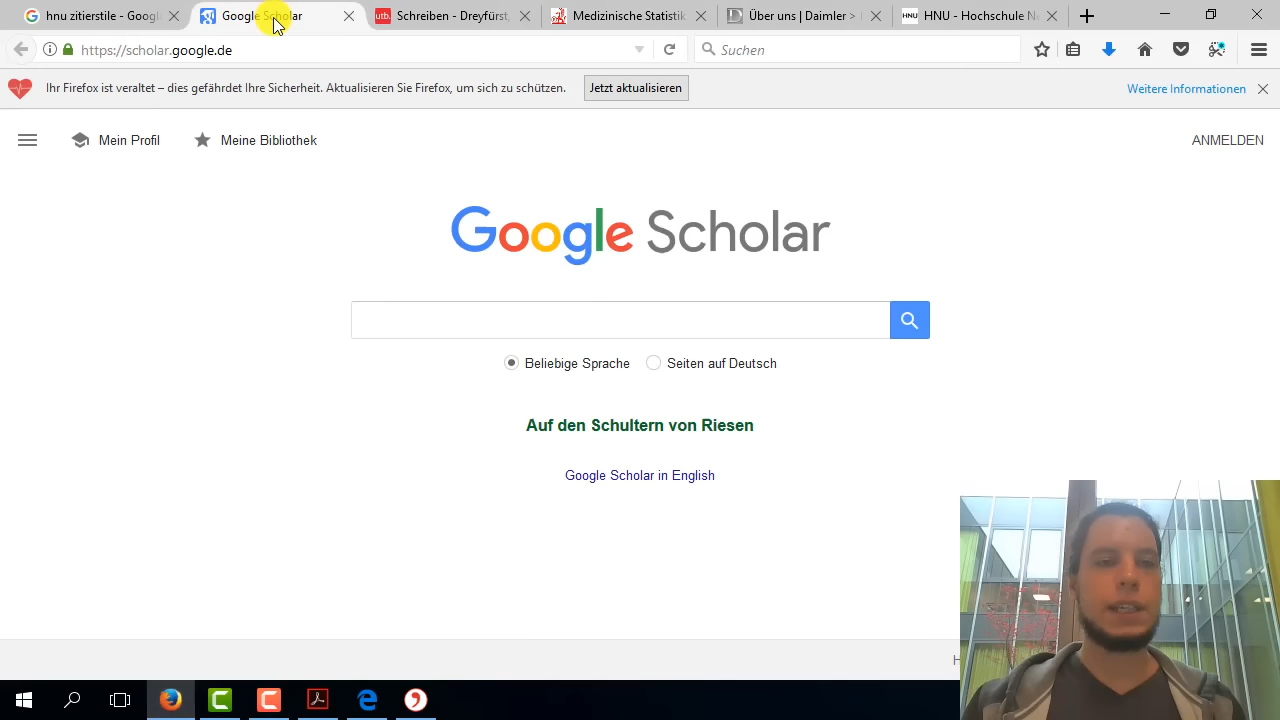 hnu zitierstile - Googl
Google Scholar
Schreiben - Dreyfürst,
Medizinische Statistik
Über uns | Daimler >
HNU - Hochschule N
https://scholar.google.de
Suchen
Ihr Firefox ist veraltet – dies gefährdet Ihre Sicherheit. Aktualisieren Sie Firefox, um sich zu schützen.
Jetzt aktualisieren
Weitere Informationen
Mein Profil
Meine Bibliothek
ANMELDEN
Google Scholar
Beliebige Sprache
Seiten auf Deutsch
Auf den Schultern von Riesen
Google Scholar in English